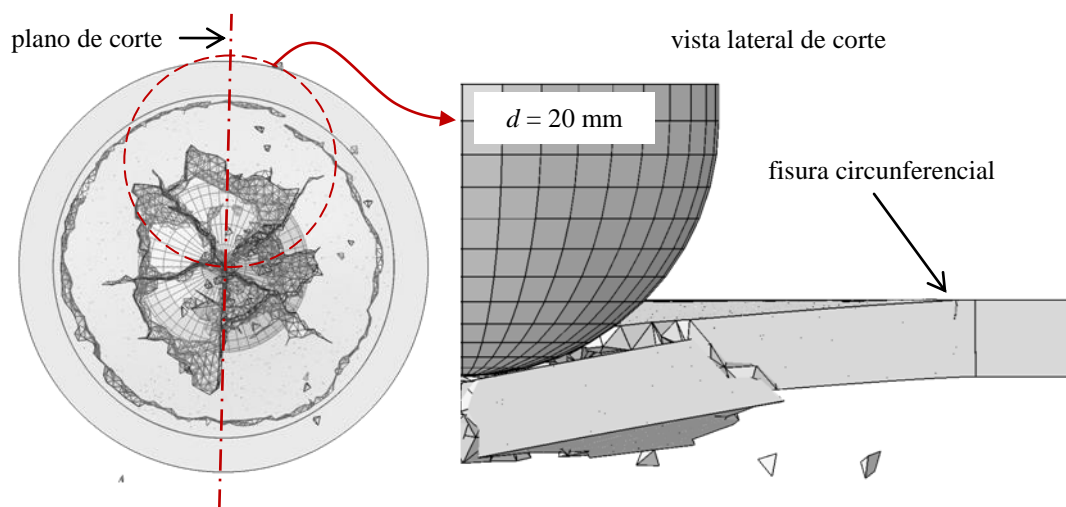 plano de corte
vista lateral de corte
d = 20 mm
fisura circunferencial